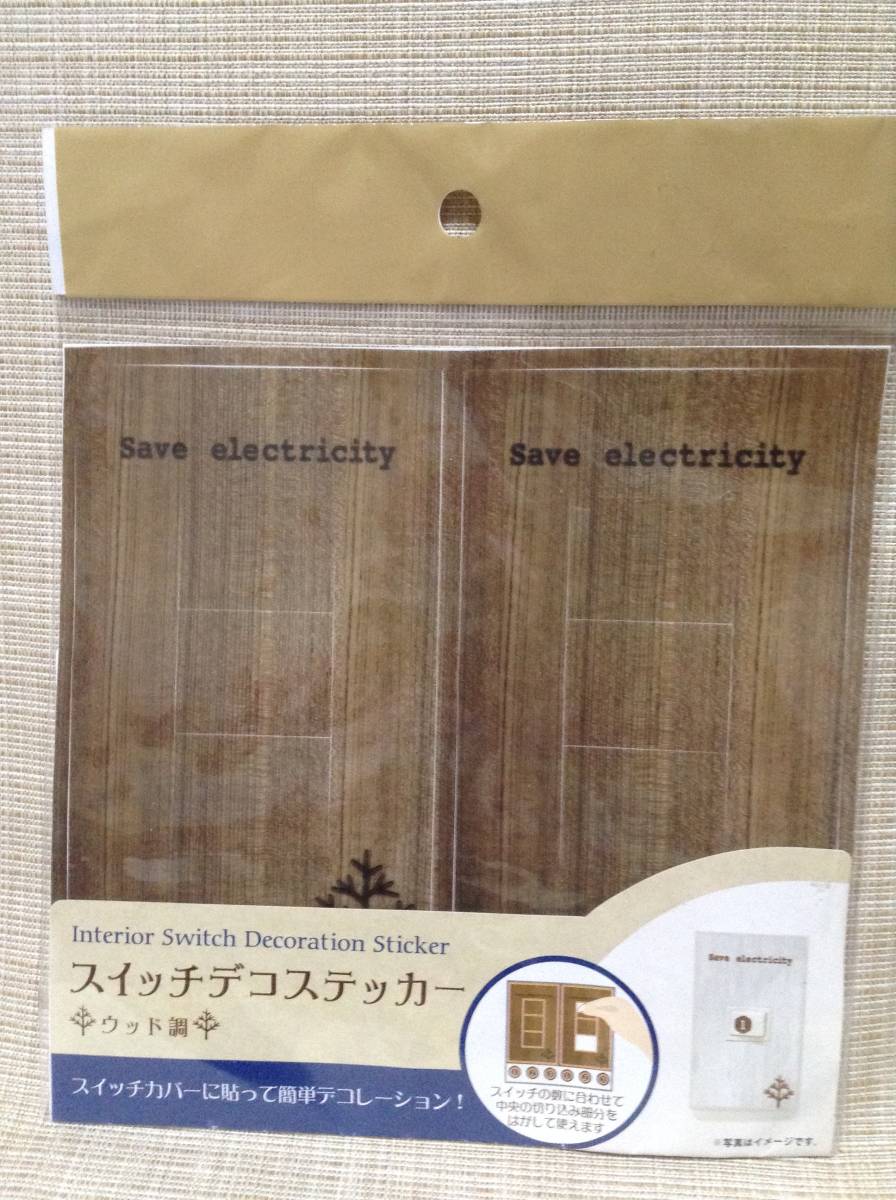 Save electricity
Save electricity
Interior Switch Decoration Sticker
スイッチデコステッカー
ウッド調
スイッチカバーに貼って簡単デコレーション！
スイッチの数に合わせて
中央の切り込み部分を
はがして使えます
Save electricity
1
※写真はイメージです。